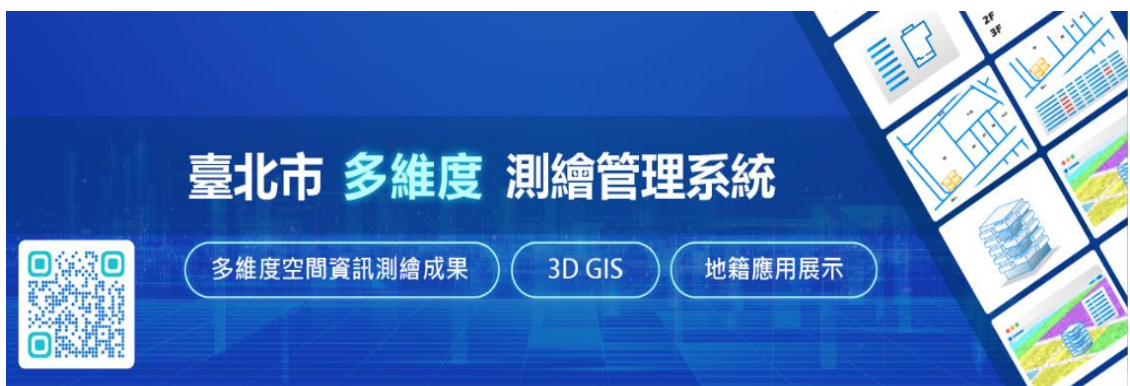 2F
3F
臺北市 多維度 測繪管理系統
多維度空間資訊測繪成果
3D GIS
地籍應用展示